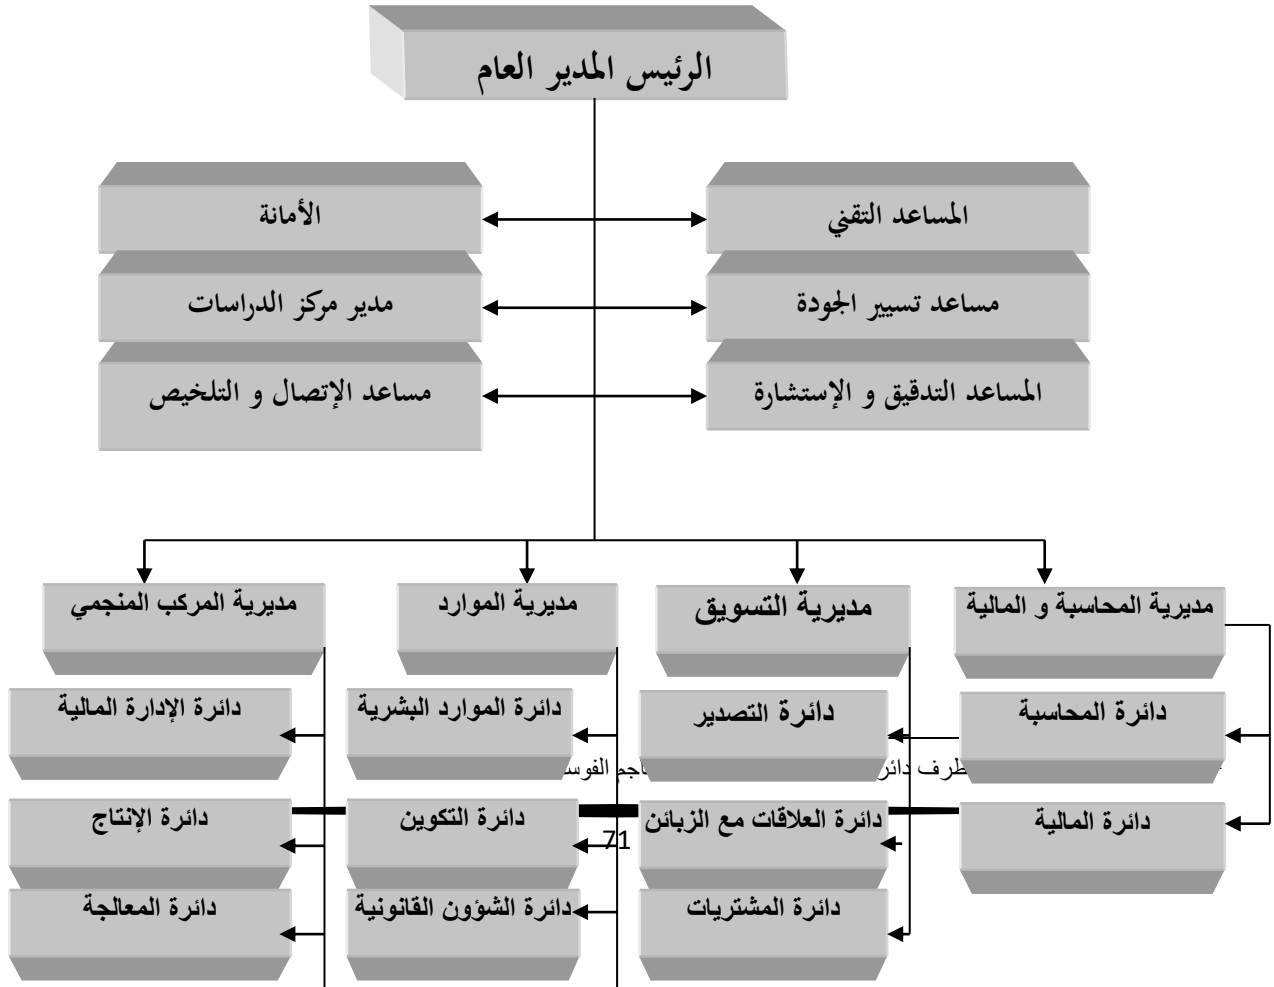 الرئيس المدير العام
المساعد التقني
الأمانة
مساعد تسيير الجودة
مدير مركز الدراسات
المساعد التدقيق و الإستشارة
مساعد الإتصال و التلخيص
مديرية المحاسبة و المالية
مديرية التسويق
مديرية الموارد
مديرية المركب المنجمي
دائرة المحاسبة
دائرة التصدير
دائرة الموارد البشرية
دائرة الإدارة المالية
دائرة المالية
دائرة العلاقات مع الزبائن
دائرة التكوين
دائرة الإنتاج
71
دائرة المشتريات
دائرة الشؤون القانونية
دائرة المعالجة